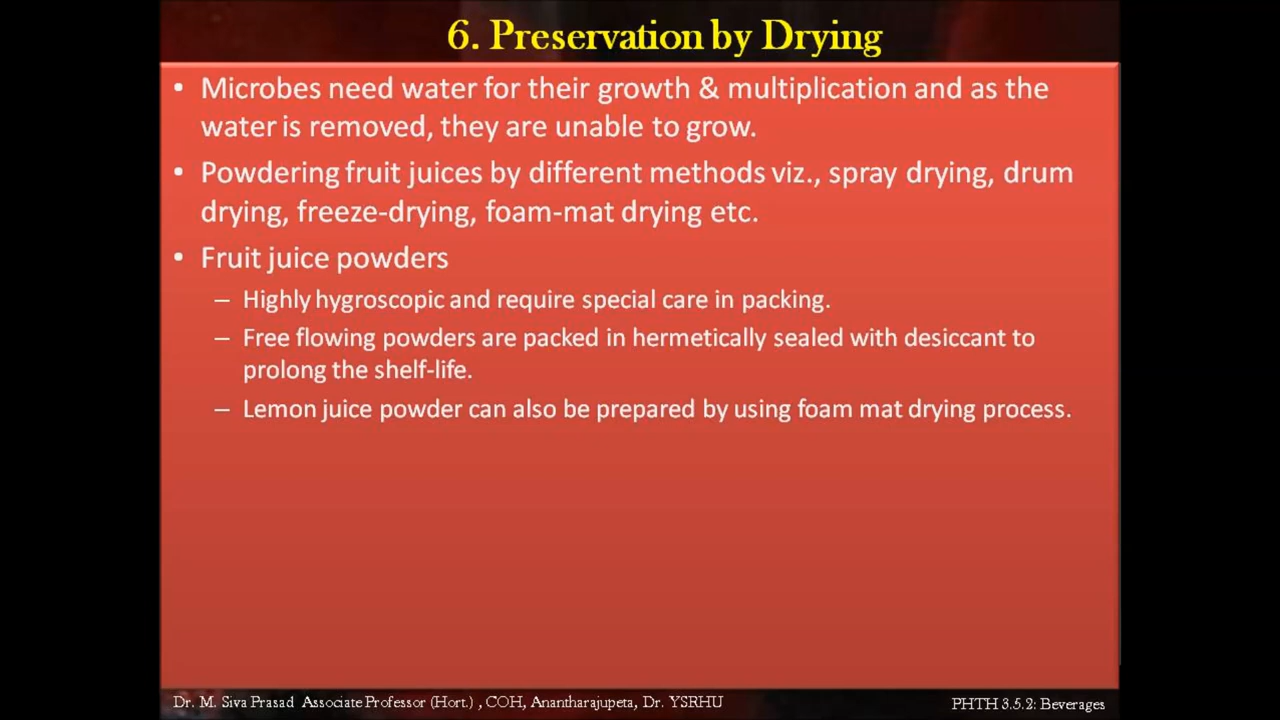 6. Preservation by Drying
• Microbes need water for their growth & multiplication and as the
water is removed, they are unable to grow.
• Powdering fruit juices by different methods viz., spray drying, drum
drying, freeze-drying, foam-mat drying etc.
• Fruit juice powders
– Highly hygroscopic and require special care in packing.
– Free flowing powders are packed in hermetically sealed with desiccant to
prolong the shelf-life.
– Lemon juice powder can also be prepared by using foam mat drying process.
Dr. M. Siva Prasad Associate Professor (Hort.) , COH, Anantharajupeta, Dr. YSRHU
PHTH 3.5.2: Beverages